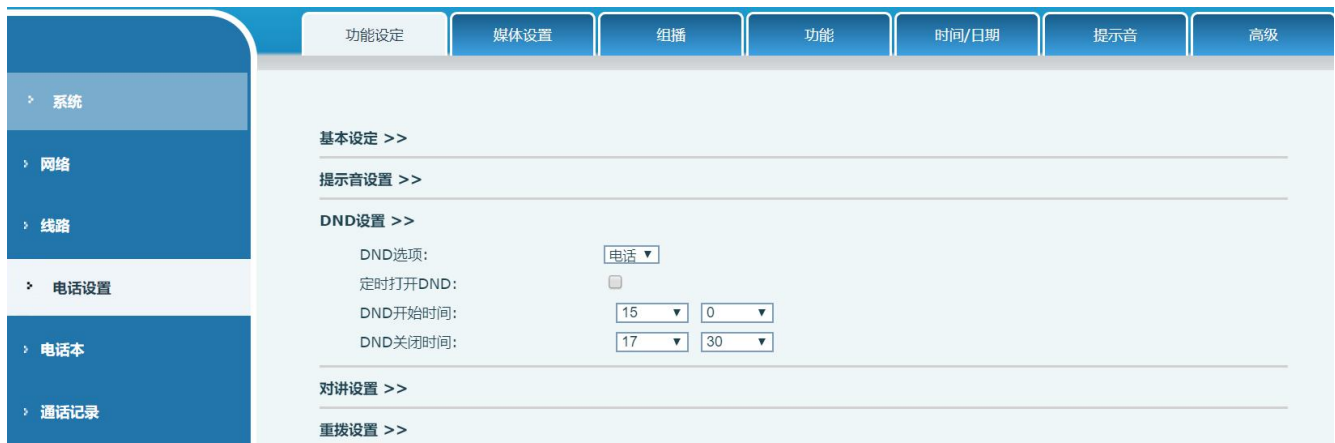 功能设定 媒体设置 组播 功能 时间/日期 提示音 高级
系统
网络
线路
电话设置
电话本
通话记录
基本设定 >>
提示音设置 >>
DND设置 >>
DND选项: 电话
定时打开DND:
DND开始时间: 15 0
DND关闭时间: 17 30
对讲设置 >>
重拨设置 >>